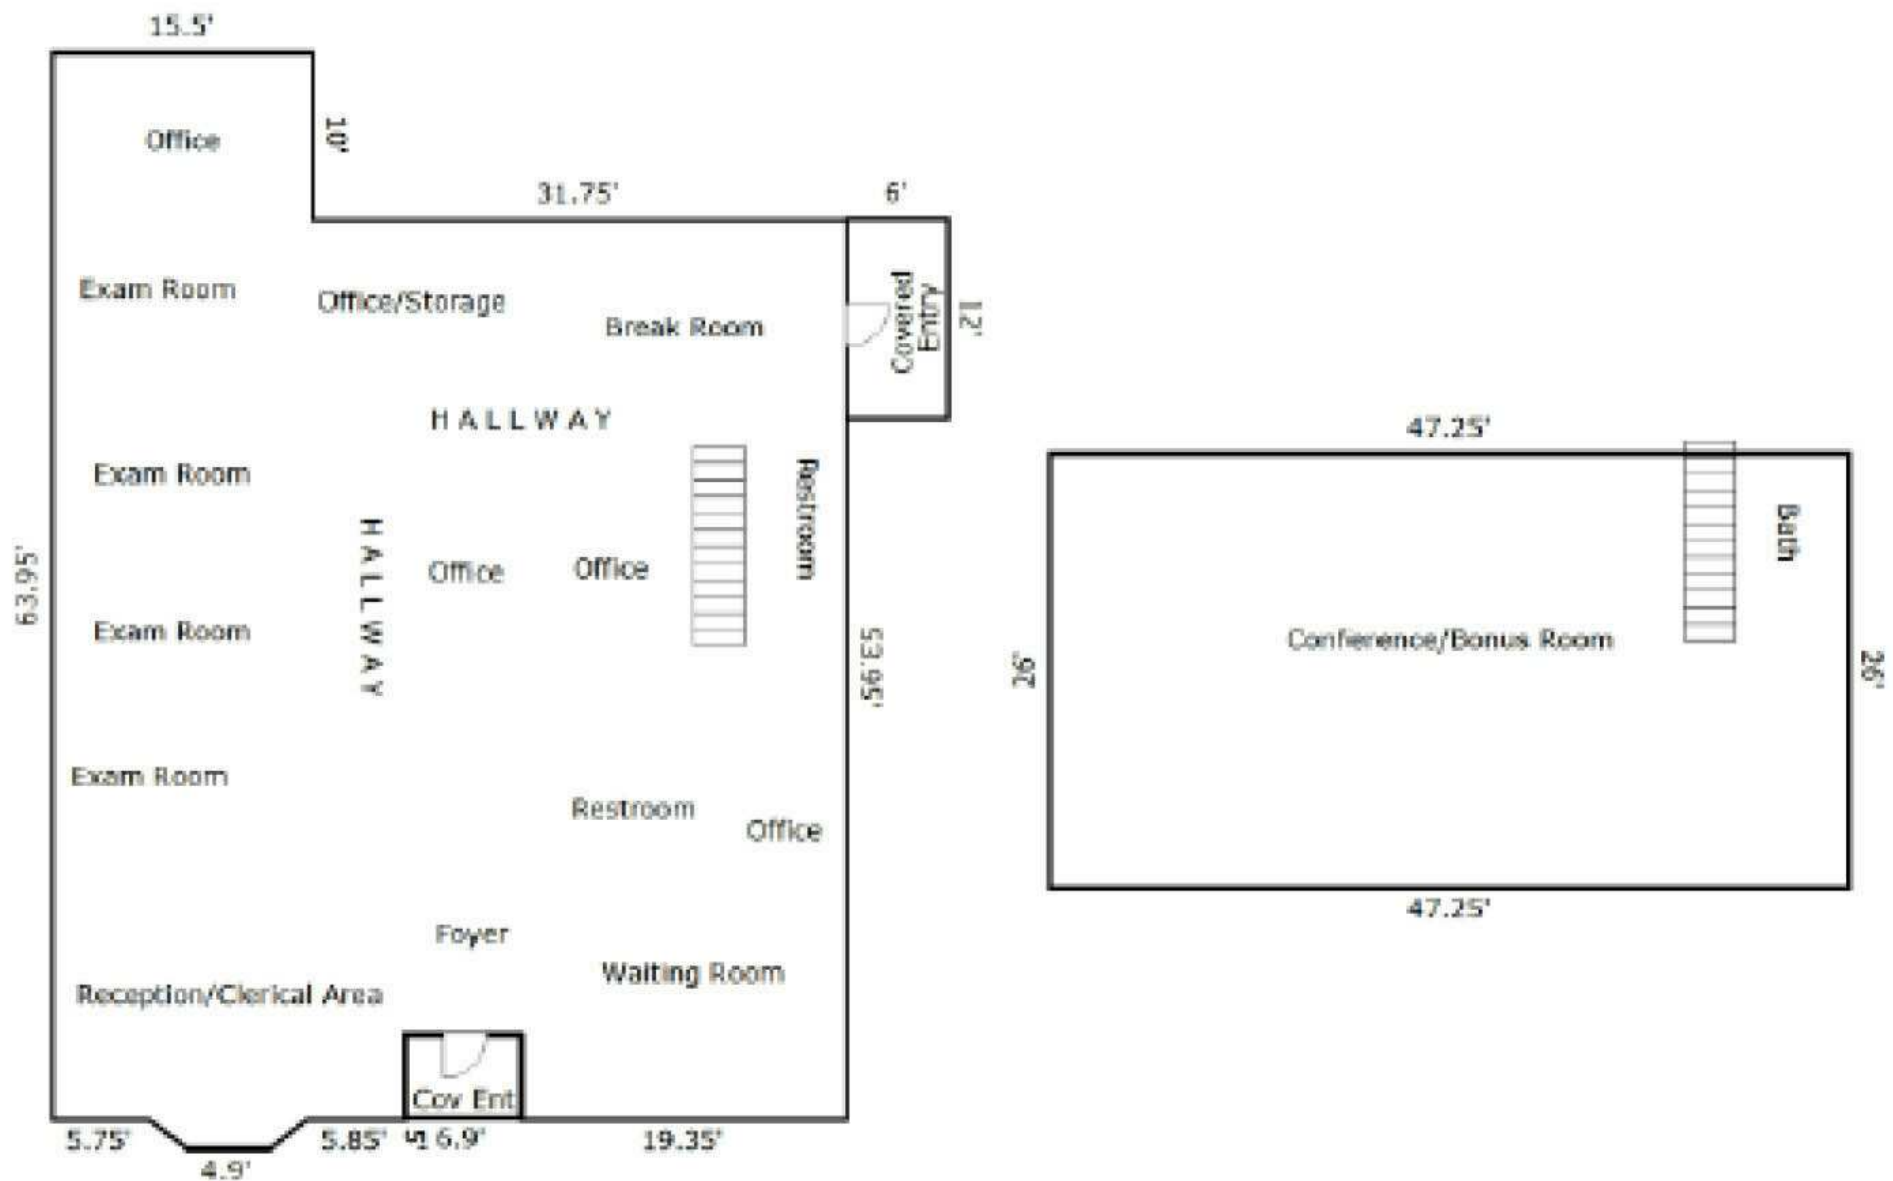 15.5'
Office
10'
31.75'
6'
Exam Room
Office/Storage
Break Room
Covered
Entry
12'
HALLWAY
Exam Room
Restroom
HALLWAY
Office
Office
63.95'
Exam Room
53.95'
Exam Room
Restroom
Office
Foyer
Waiting Room
Reception/Clerical Area
Cov Ent
5.75'
4.9'
5.85'
5'
6.9'
19.35'
47.25'
Bath
Conference/Bonus Room
26'
26'
47.25'